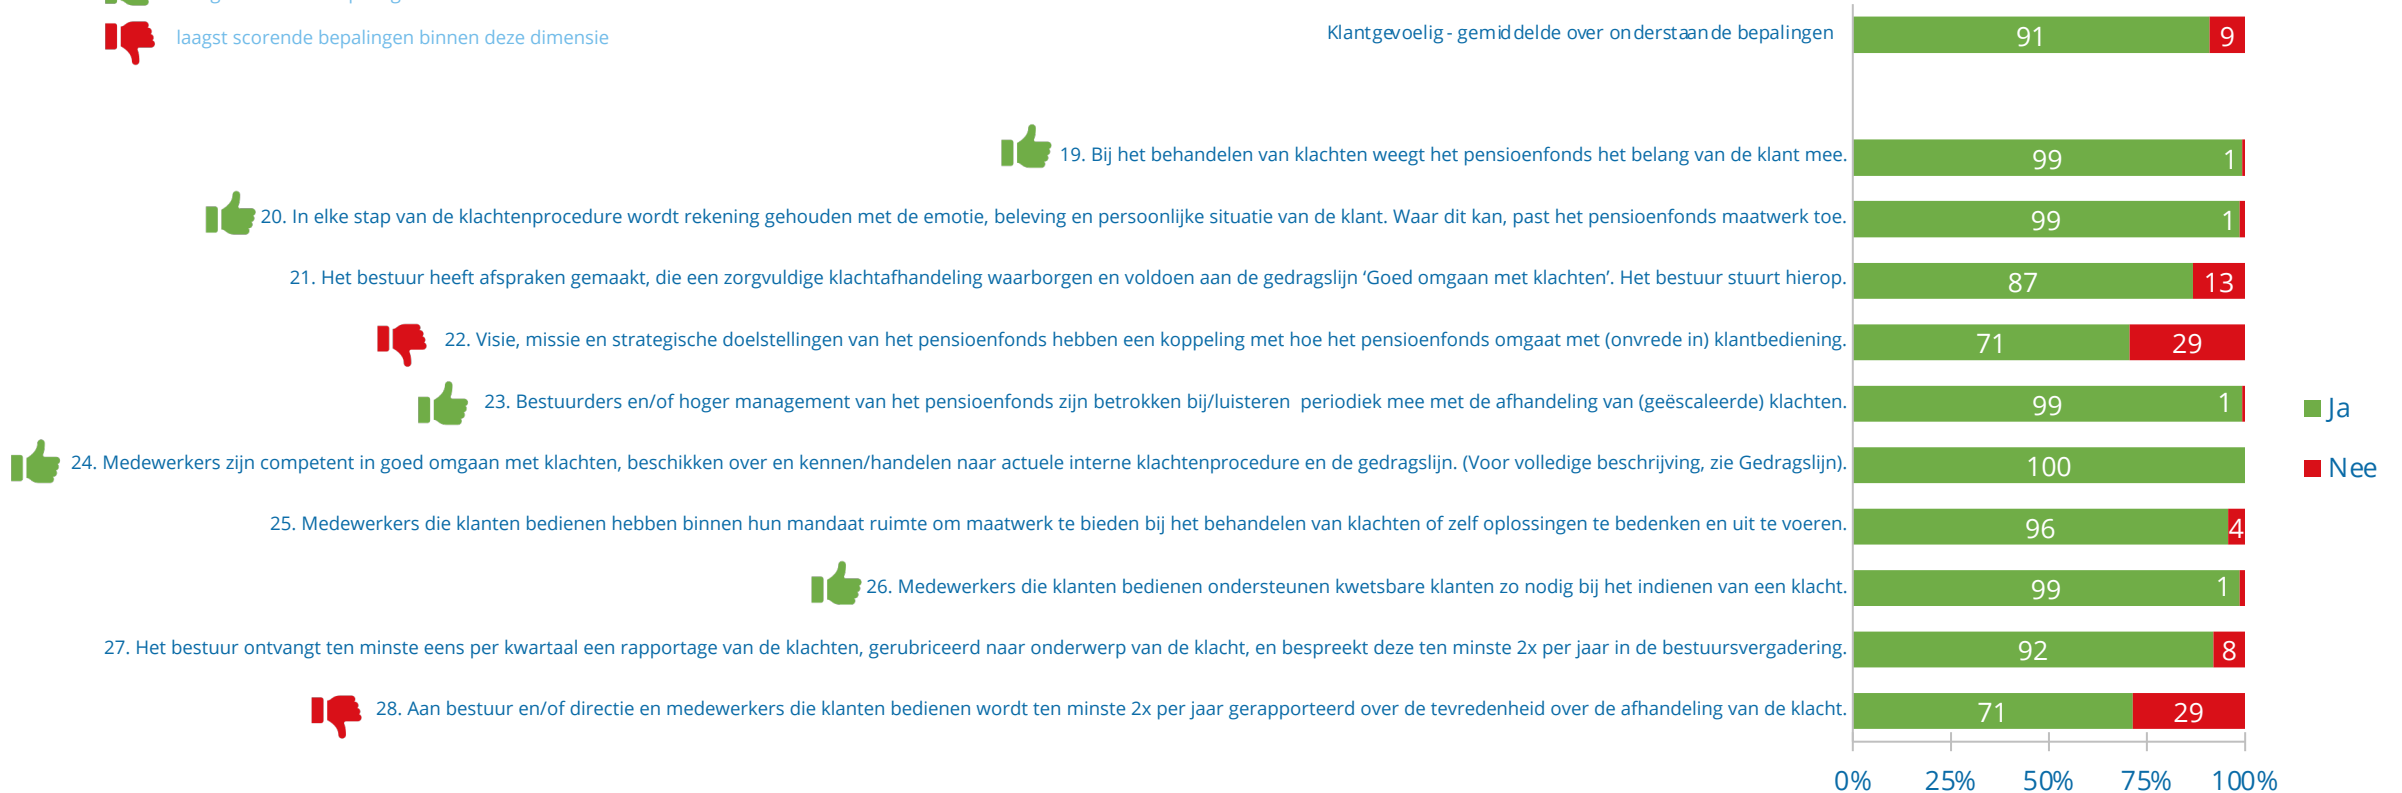 laagst scorende bepalingen binnen deze dimensie
Klantgevoelig - gemiddelde over onderstaande bepalingen
91 9
19. Bij het behandelen van klachten weegt het pensioenfonds het belang van de klant mee.
99 1
20. In elke stap van de klachtenprocedure wordt rekening gehouden met de emotie, beleving en persoonlijke situatie van de klant. Waar dit kan, past het pensioenfonds maatwerk toe.
99 1
21. Het bestuur heeft afspraken gemaakt, die een zorgvuldige klachtafhandeling waarborgen en voldoen aan de gedragslijn ‘Goed omgaan met klachten’. Het bestuur stuurt hierop.
87 13
22. Visie, missie en strategische doelstellingen van het pensioenfonds hebben een koppeling met hoe het pensioenfonds omgaat met (onvrede in) klantbediening.
71 29
23. Bestuurders en/of hoger management van het pensioenfonds zijn betrokken bij/luisteren periodiek mee met de afhandeling van (geëscaleerde) klachten.
99 1
24. Medewerkers zijn competent in goed omgaan met klachten, beschikken over en kennen/handelen naar actuele interne klachtenprocedure en de gedragslijn. (Voor volledige beschrijving, zie Gedragslijn).
100
25. Medewerkers die klanten bedienen hebben binnen hun mandaat ruimte om maatwerk te bieden bij het behandelen van klachten of zelf oplossingen te bedenken en uit te voeren.
96 4
26. Medewerkers die klanten bedienen ondersteunen kwetsbare klanten zo nodig bij het indienen van een klacht.
99 1
27. Het bestuur ontvangt ten minste eens per kwartaal een rapportage van de klachten, gerubriceerd naar onderwerp van de klacht, en bespreekt deze ten minste 2x per jaar in de bestuursvergadering.
92 8
28. Aan bestuur en/of directie en medewerkers die klanten bedienen wordt ten minste 2x per jaar gerapporteerd over de tevredenheid over de afhandeling van de klacht.
71 29
0% 25% 50% 75% 100%
Ja
Nee